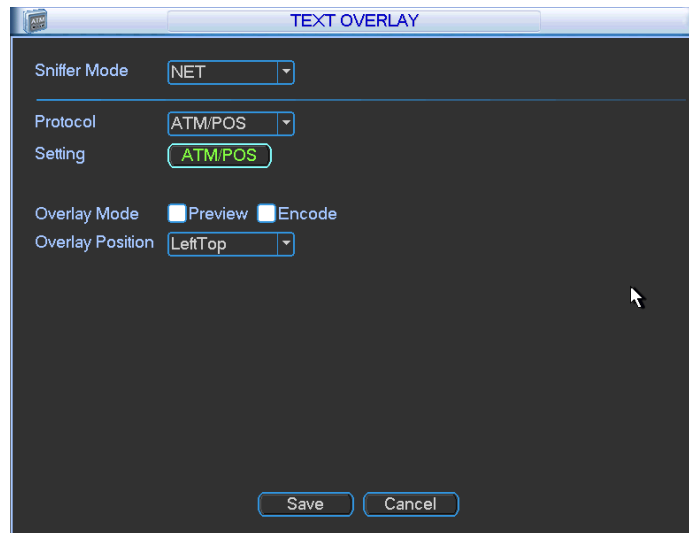 ATM
TEXT OVERLAY
Sniffer Mode NET
Protocol ATM/POS
Setting ATM/POS
Overlay Mode Preview Encode
Overlay Position LeftTop
Save Cancel